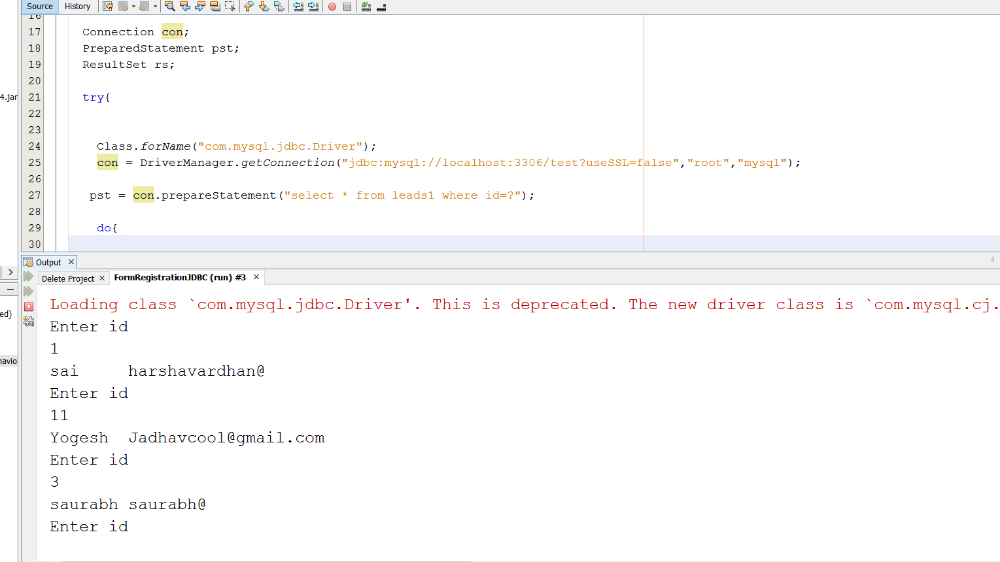 Source History
16
17 Connection con;
18 PreparedStatement pst;
19 ResultSet rs;
20
4.jar
21 try{
22
23
24 Class.forName("com.mysql.jdbc.Driver");
25 con = DriverManager.getConnection("jdbc:mysql://localhost:3306/test?useSSL=false","root","mysql");
26
27 pst = con.prepareStatement("select * from leads1 where id=?");
28
29 do{
30
Output
Delete Project FormRegistrationJDBC (run) #3
Loading class `com.mysql.jdbc.Driver'. This is deprecated. The new driver class is `com.mysql.cj.
ed)
Enter id
1
havio
sai harshavardhan@
Enter id
11
Yogesh Jadhavcool@gmail.com
Enter id
3
saurabh saurabh@
Enter id